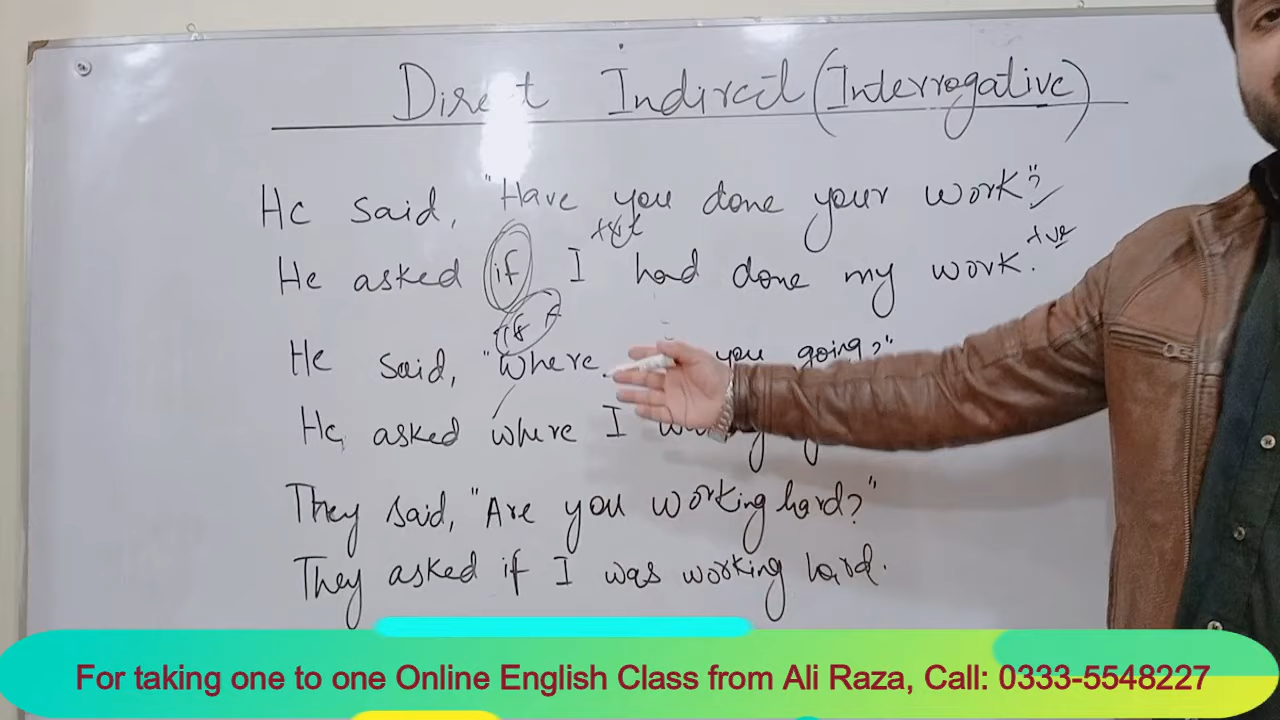 Direct Indirect (Interrogative)
He said, "Have you done your work"?
He asked if I had done my work. +ve
if
He said, "Where you going?"
He, asked where I
They said, "Are you working hard?"
They asked if I was working hard.
For taking one to one Online English Class from Ali Raza, Call: 0333-5548227